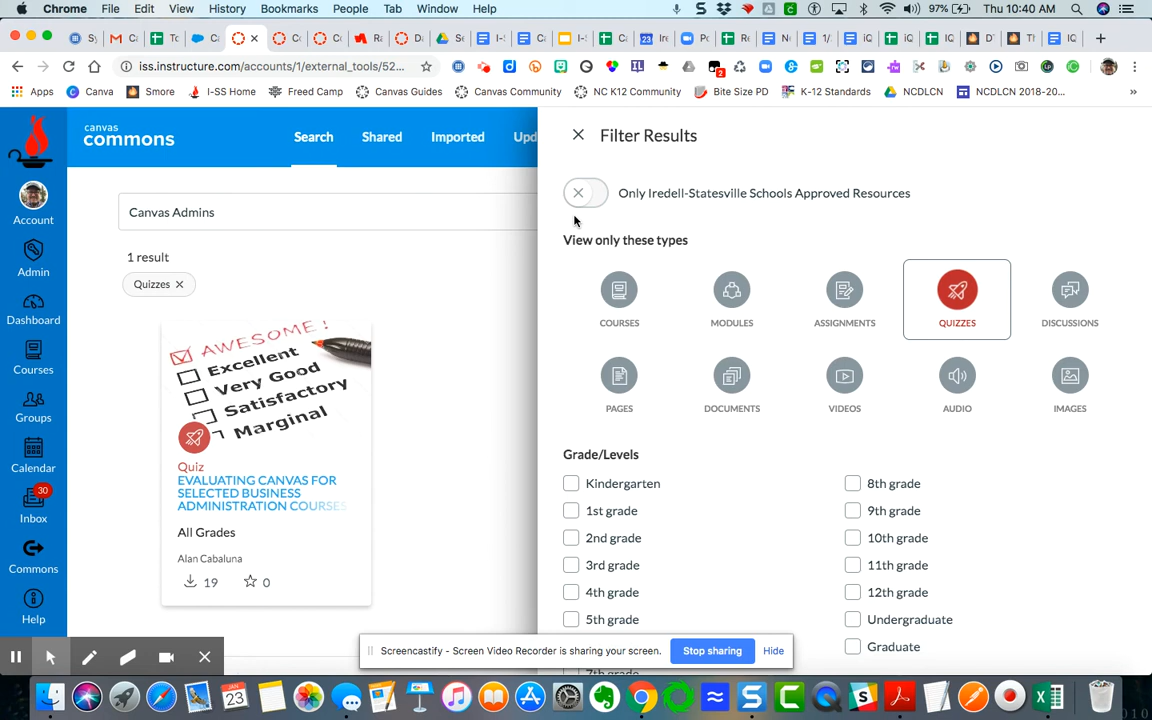 Chrome File Edit View History Bookmarks People Tab Window Help 97% Thu 10:40 AM
iss.instructure.com/accounts/1/external_tools/52...
Apps Canva Smore I-SS Home Freed Camp Canvas Guides Canvas Community NC K12 Community Bite Size PD K-12 Standards NCDLCN NCDLCN 2018-20... »
canvas commons
Search Shared Imported Upd
Account
Admin
Dashboard
Courses
Groups
Calendar
30
Inbox
Commons
Help
Canvas Admins
1 result
Quizzes
AWESOME!
Excellent
Very Good
Satisfactory
Marginal
Quiz
EVALUATING CANVAS FOR
SELECTED BUSINESS
ADMINISTRATION COURSES
All Grades
Alan Cabaluna
19 0
Filter Results
Only Iredell-Statesville Schools Approved Resources
View only these types
COURSES MODULES ASSIGNMENTS QUIZZES DISCUSSIONS
PAGES DOCUMENTS VIDEOS AUDIO IMAGES
Grade/Levels
Kindergarten 8th grade
1st grade 9th grade
2nd grade 10th grade
3rd grade 11th grade
4th grade 12th grade
5th grade Undergraduate
Graduate
7th grade
Screencastify - Screen Video Recorder is sharing your screen. Stop sharing Hide
JAN
23